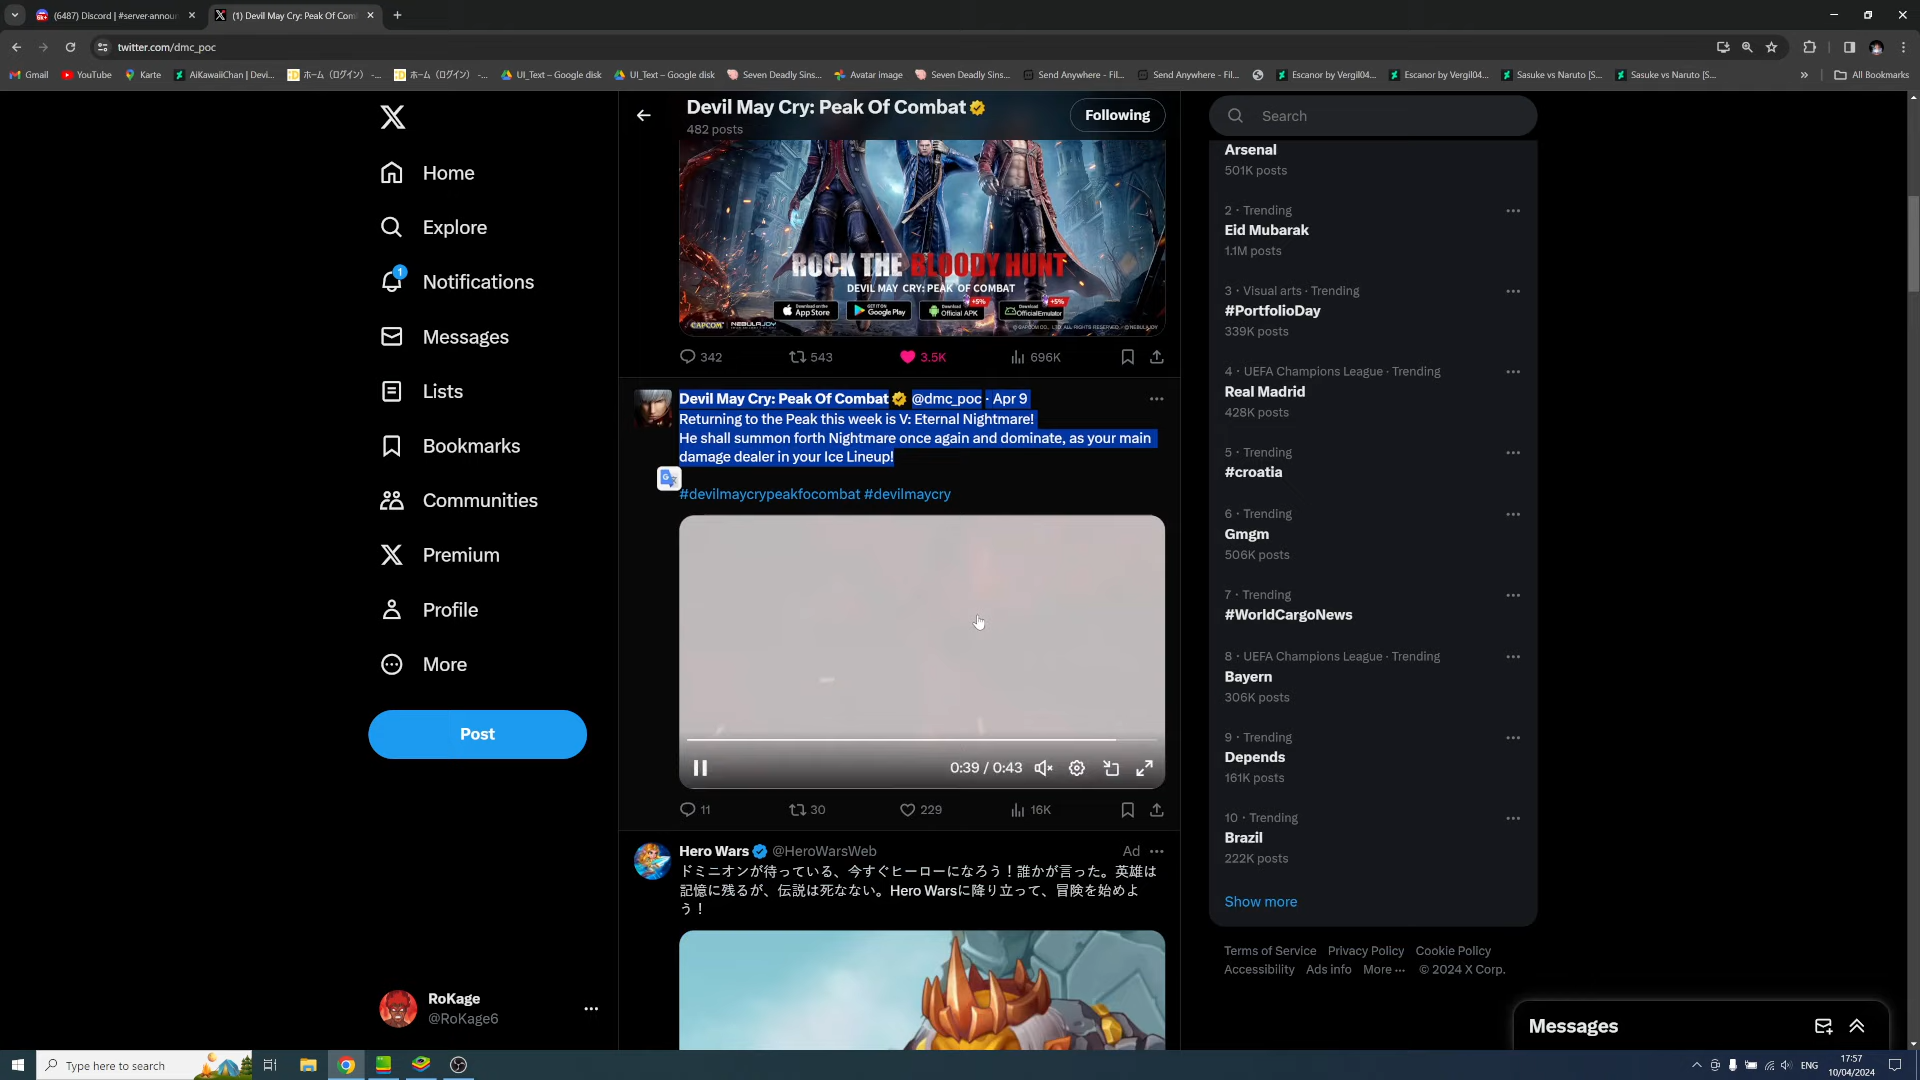 (6487) Discord | #server-announ
(1) Devil May Cry: Peak Of Com
twitter.com/dmc_poc
Gmail
YouTube
Karte
AiKawaiiChan | Devi...
ホーム（ログイン） -...
ホーム（ログイン） -...
UI_Text – Google disk
UI_Text – Google disk
Seven Deadly Sins...
Avatar image
Seven Deadly Sins...
Send Anywhere - Fil...
Send Anywhere - Fil...
Escanor by Vergil04...
Escanor by Vergil04...
Sasuke vs Naruto [S...
Sasuke vs Naruto [S...
All Bookmarks
Home
Explore
1
Notifications
Messages
Lists
Bookmarks
Communities
Premium
Profile
More
Post
RoKage
@RoKage6
Devil May Cry: Peak Of Combat
482 posts
Following
ROCK THE BLOODY HUNT
DEVIL MAY CRY: PEAK OF COMBAT
Download on the App Store
GET IT ON Google Play
Download Official APK +5%
Download Official Emulator +5%
CAPCOM NEBULAJOY
342 543 3.5K 696K
Devil May Cry: Peak Of Combat @dmc_poc · Apr 9
Returning to the Peak this week is V: Eternal Nightmare!
He shall summon forth Nightmare once again and dominate, as your main
damage dealer in your Ice Lineup!
#devilmaycrypeakfocombat #devilmaycry
0:39 / 0:43
11 30 229 16K
Hero Wars @HeroWarsWeb Ad
ドミニオンが待っている、今すぐヒーローになろう！誰かが言った。英雄は
記憶に残るが、伝説は死なない。Hero Warsに降り立って、冒険を始めよ
う！
Search
Arsenal
501K posts
2 · Trending
Eid Mubarak
1.1M posts
3 · Visual arts · Trending
#PortfolioDay
339K posts
4 · UEFA Champions League · Trending
Real Madrid
428K posts
5 · Trending
#croatia
6 · Trending
Gmgm
506K posts
7 · Trending
#WorldCargoNews
8 · UEFA Champions League · Trending
Bayern
306K posts
9 · Trending
Depends
161K posts
10 · Trending
Brazil
222K posts
Show more
Terms of Service Privacy Policy Cookie Policy
Accessibility Ads info More ··· © 2024 X Corp.
Messages
Type here to search
ENG
17:57
10/04/2024